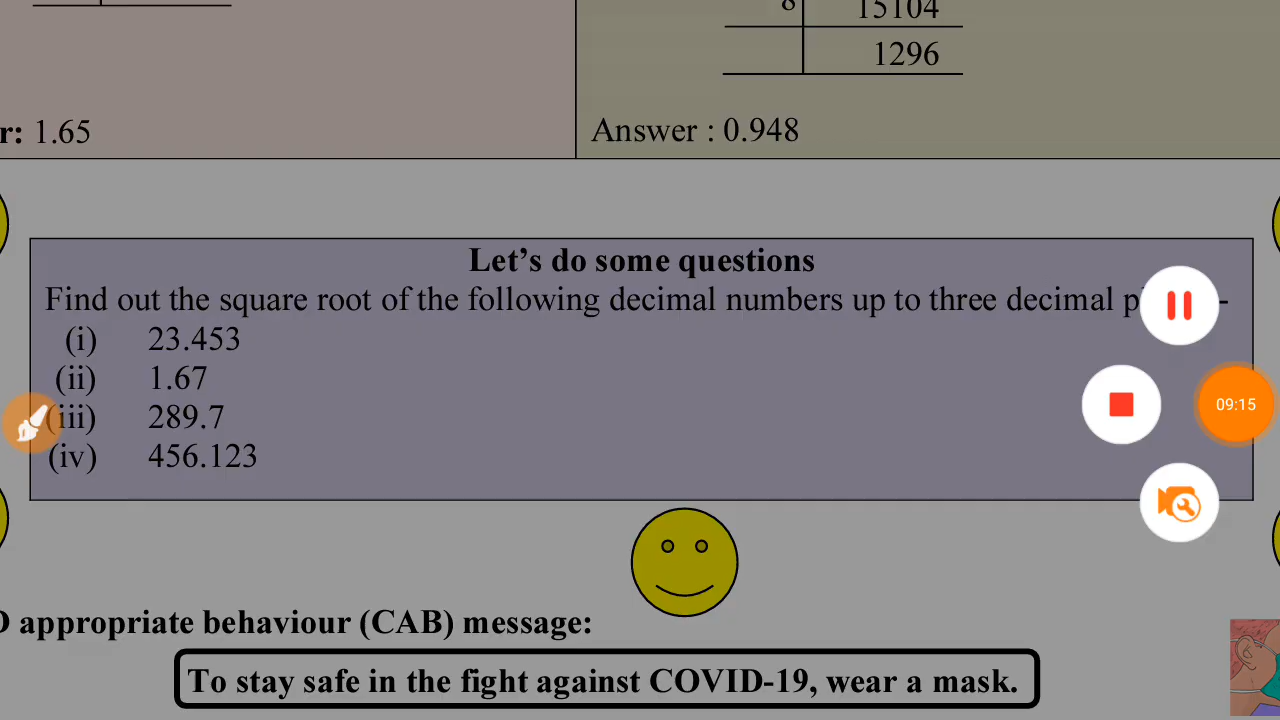 8 15104
1296
r: 1.65
Answer : 0.948
Let’s do some questions
Find out the square root of the following decimal numbers up to three decimal
(i) 23.453
(ii) 1.67
(iii) 289.7
(iv) 456.123
09:15
appropriate behaviour (CAB) message:
To stay safe in the fight against COVID-19, wear a mask.